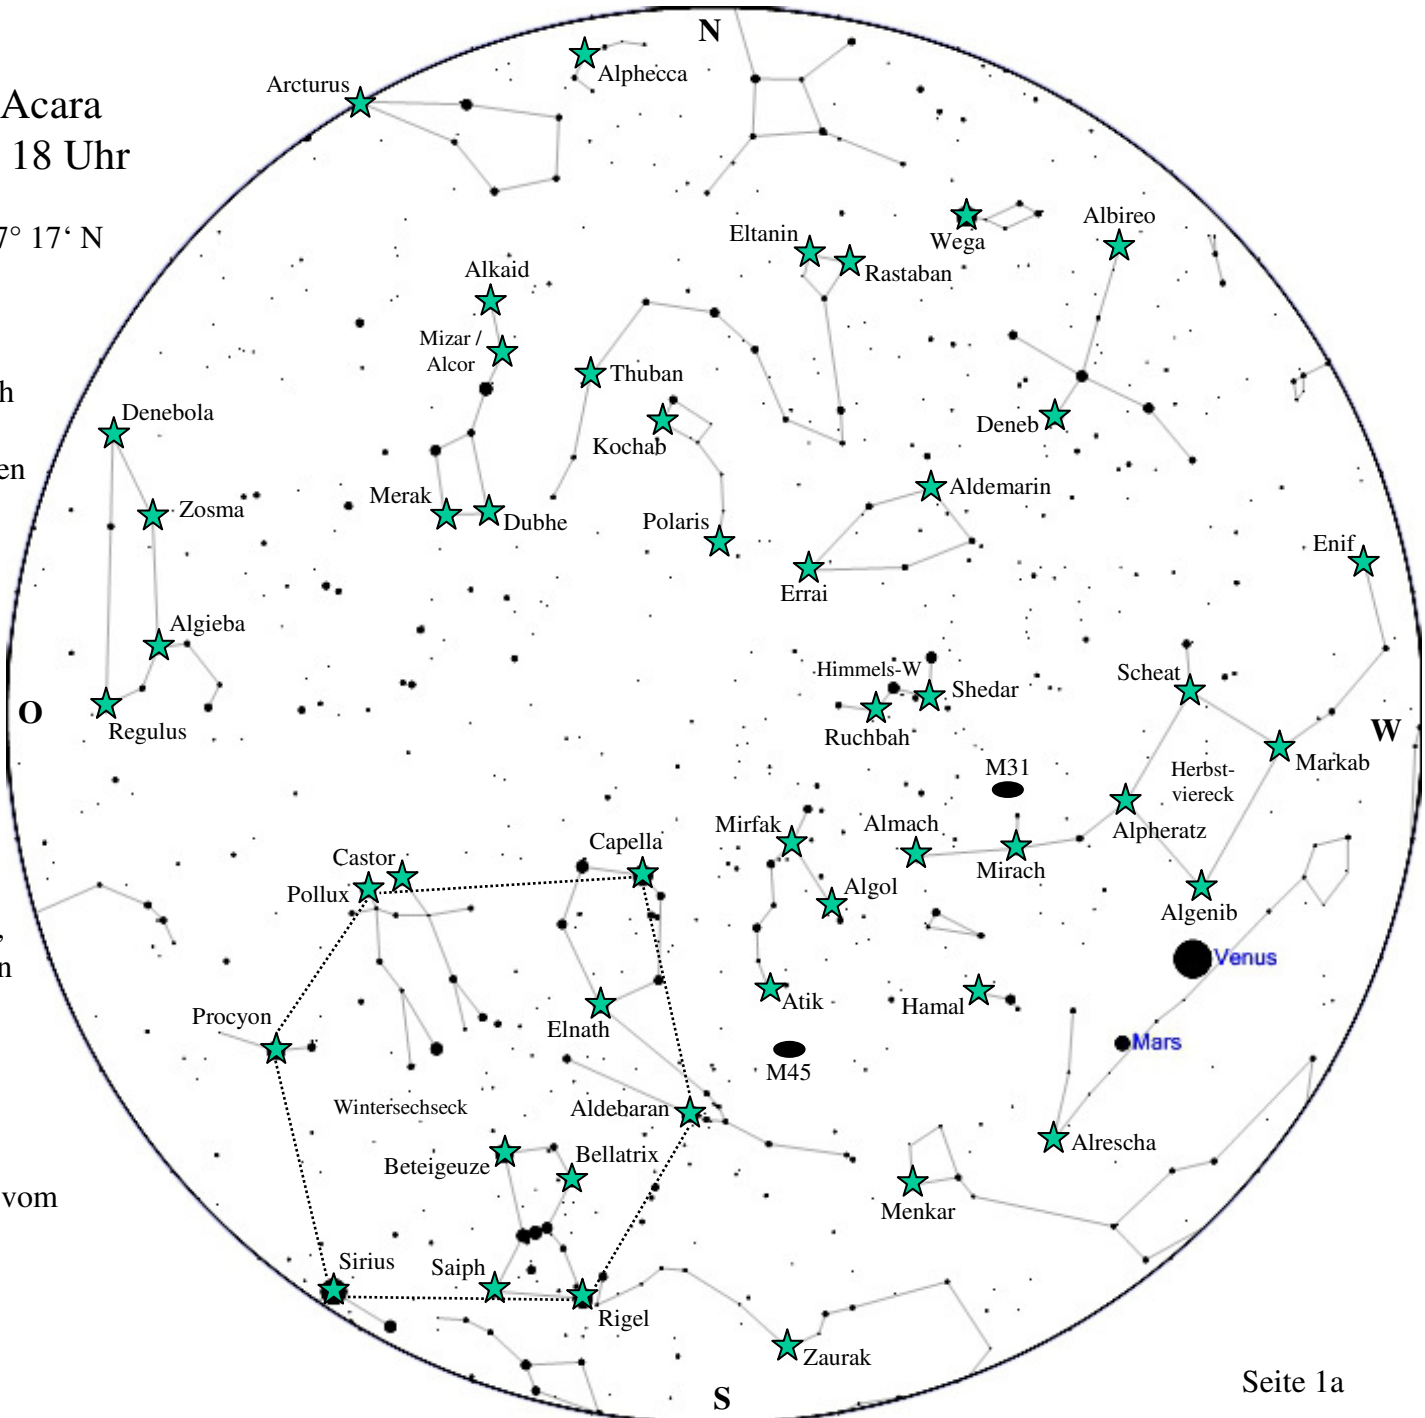 N
Alphecca
Arcturus
Acara
18 Uhr
7° 17‘ N
Albireo
Wega
Eltanin
Rastaban
Alkaid
Mizar /
Alcor
Thuban
h
Denebola
Deneb
Kochab
en
Aldemarin
Merak
Zosma
Dubhe
Polaris
Enif
Errai
Algieba
Himmels-W
Scheat
Shedar
O
Regulus
Ruchbah
W
M31
Markab
Herbst-
viereck
Mirfak
Almach
Alpheratz
Capella
Castor
Mirach
Pollux
Algol
Algenib
,
n
Venus
Atik
Hamal
Procyon
Elnath
Mars
M45
Wintersechseck
Aldebaran
Alrescha
Beteigeuze
Bellatrix
vom
Menkar
Sirius
Saiph
Rigel
Zaurak
Seite 1a
S